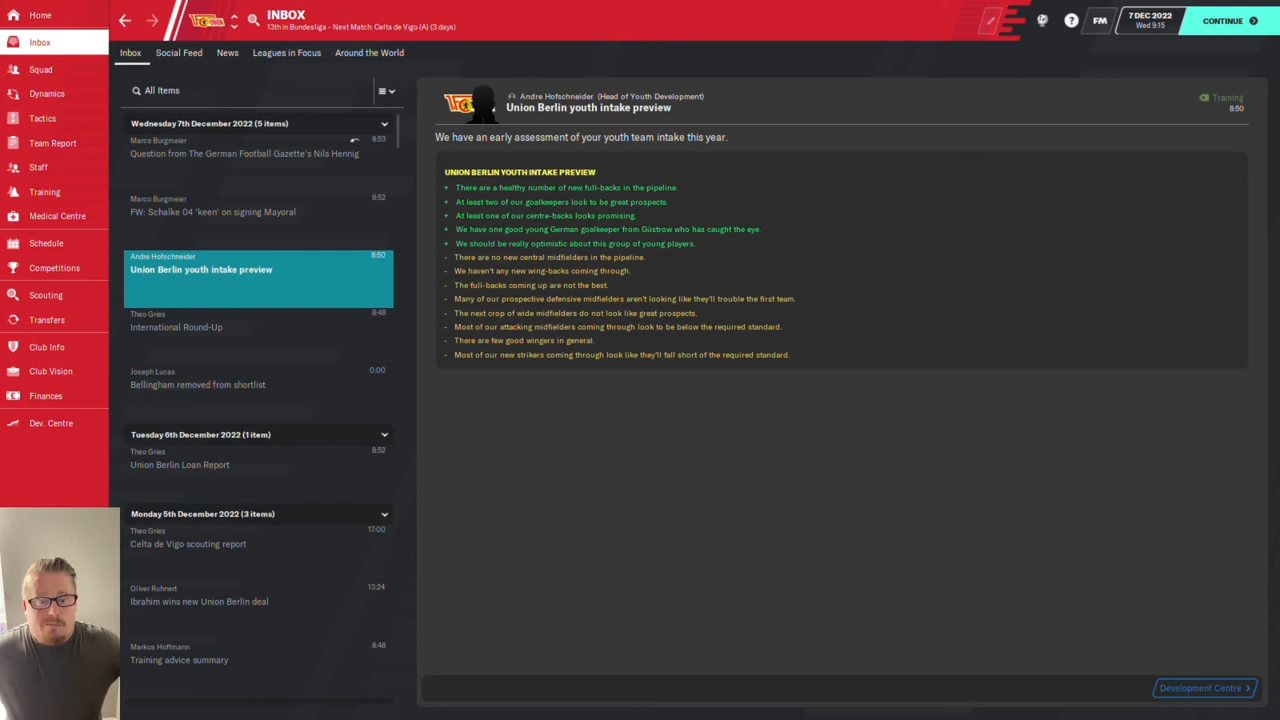 Home
Inbox
Squad
Dynamics
Tactics
Team Report
Staff
Training
Medical Centre
Schedule
Competitions
Scouting
Transfers
Club Info
Club Vision
Finances
Dev. Centre
INBOX
13th in Bundesliga - Next Match: Celta de Vigo (A) (3 days)
?
FM
7 DEC 2022
Wed 9:15
CONTINUE
Inbox
Social Feed
News
Leagues in Focus
Around the World
All Items
Wednesday 7th December 2022 (5 items)
Marco Burgmeier
8:53
Question from The German Football Gazette's Nils Hennig
Marco Burgmeier
8:52
FW: Schalke 04 'keen' on signing Mayoral
Andre Hofschneider
8:50
Union Berlin youth intake preview
Theo Gries
8:48
International Round-Up
Joseph Lucas
0:00
Bellingham removed from shortlist
Tuesday 6th December 2022 (1 item)
Theo Gries
8:52
Union Berlin Loan Report
Monday 5th December 2022 (3 items)
Theo Gries
17:00
Celta de Vigo scouting report
Oliver Ruhnert
13:24
Ibrahim wins new Union Berlin deal
Markus Hoffmann
8:48
Training advice summary
Andre Hofschneider (Head of Youth Development)
Union Berlin youth intake preview
Training
8:50
We have an early assessment of your youth team intake this year.
UNION BERLIN YOUTH INTAKE PREVIEW
+ There are a healthy number of new full-backs in the pipeline.
+ At least two of our goalkeepers look to be great prospects.
+ At least one of our centre-backs looks promising.
+ We have one good young German goalkeeper from Güstrow who has caught the eye.
+ We should be really optimistic about this group of young players.
- There are no new central midfielders in the pipeline.
- We haven't any new wing-backs coming through.
- The full-backs coming up are not the best.
- Many of our prospective defensive midfielders aren't looking like they'll trouble the first team.
- The next crop of wide midfielders do not look like great prospects.
- Most of our attacking midfielders coming through look to be below the required standard.
- There are few good wingers in general.
- Most of our new strikers coming through look like they'll fall short of the required standard.
Development Centre